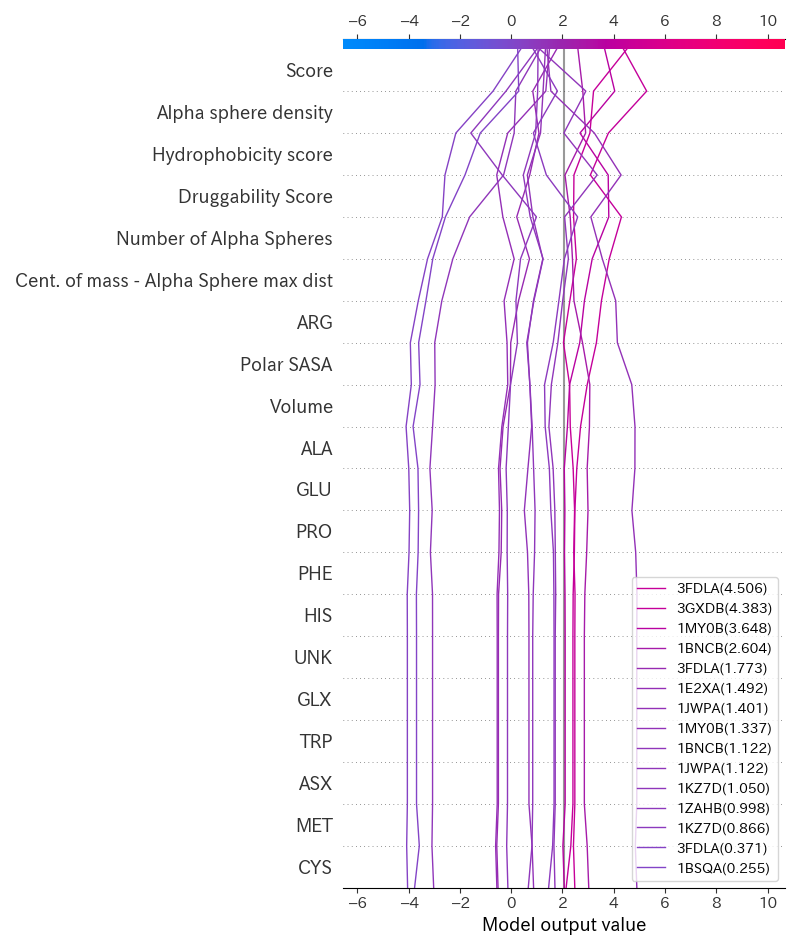 −6 −4 −2 0 2 4 6 8 10
Score
Alpha sphere density
Hydrophobicity score
Druggability Score
Number of Alpha Spheres
Cent. of mass - Alpha Sphere max dist
ARG
Polar SASA
Volume
ALA
GLU
PRO
PHE
HIS
UNK
GLX
TRP
ASX
MET
CYS
3FDLA(4.506)
3GXDB(4.383)
1MY0B(3.648)
1BNCB(2.604)
3FDLA(1.773)
1E2XA(1.492)
1JWPA(1.401)
1MY0B(1.337)
1BNCB(1.122)
1JWPA(1.122)
1KZ7D(1.050)
1ZAHB(0.998)
1KZ7D(0.866)
3FDLA(0.371)
1BSQA(0.255)
−6 −4 −2 0 2 4 6 8 10
Model output value